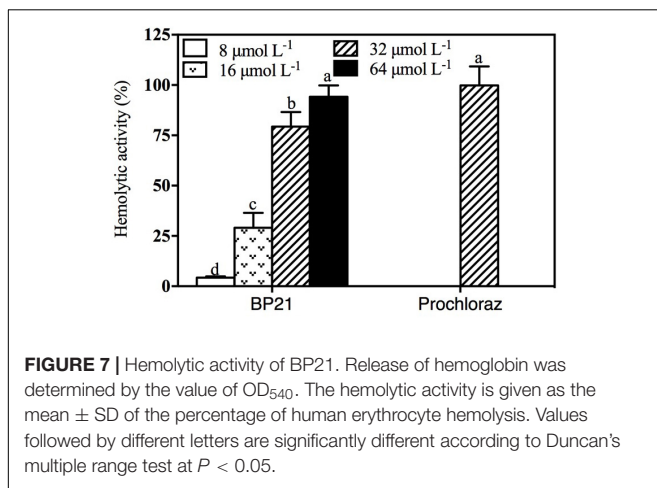 125
8 μmol L⁻¹
32 μmol L⁻¹
16 μmol L⁻¹
64 μmol L⁻¹
100
75
50
25
0
Hemolytic activity (%)
d
c
b
a
a
BP21
Prochloraz
FIGURE 7 | Hemolytic activity of BP21. Release of hemoglobin was
determined by the value of OD₅₄₀. The hemolytic activity is given as the
mean ± SD of the percentage of human erythrocyte hemolysis. Values
followed by different letters are significantly different according to Duncan's
multiple range test at P < 0.05.